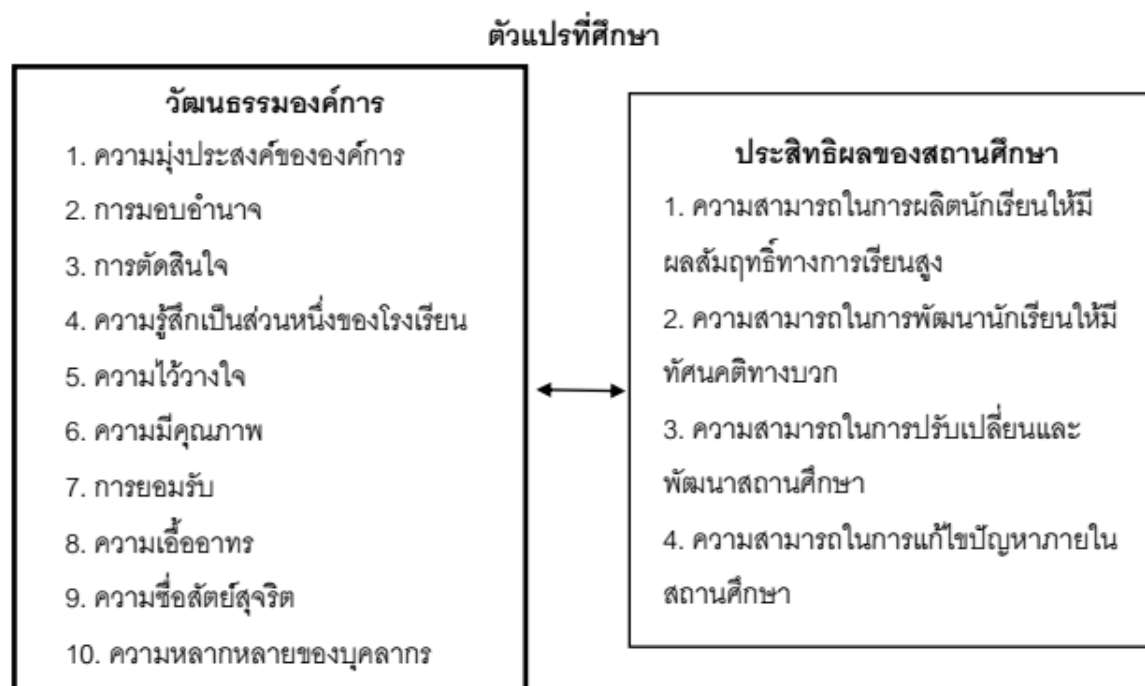 ตัวแปรที่ศึกษา
วัฒนธรรมองค์การ
1. ความมุ่งประสงค์ขององค์การ
2. การมอบอำนาจ
3. การตัดสินใจ
4. ความรู้สึกเป็นส่วนหนึ่งของโรงเรียน
5. ความไว้วางใจ
6. ความมีคุณภาพ
7. การยอมรับ
8. ความเอื้ออาทร
9. ความซื่อสัตย์สุจริต
10. ความหลากหลายของบุคลากร
ประสิทธิผลของสถานศึกษา
1. ความสามารถในการผลิตนักเรียนให้มี
ผลสัมฤทธิ์ทางการเรียนสูง
2. ความสามารถในการพัฒนานักเรียนให้มี
ทัศนคติทางบวก
3. ความสามารถในการปรับเปลี่ยนและ
พัฒนาสถานศึกษา
4. ความสามารถในการแก้ไขปัญหาภายใน
สถานศึกษา